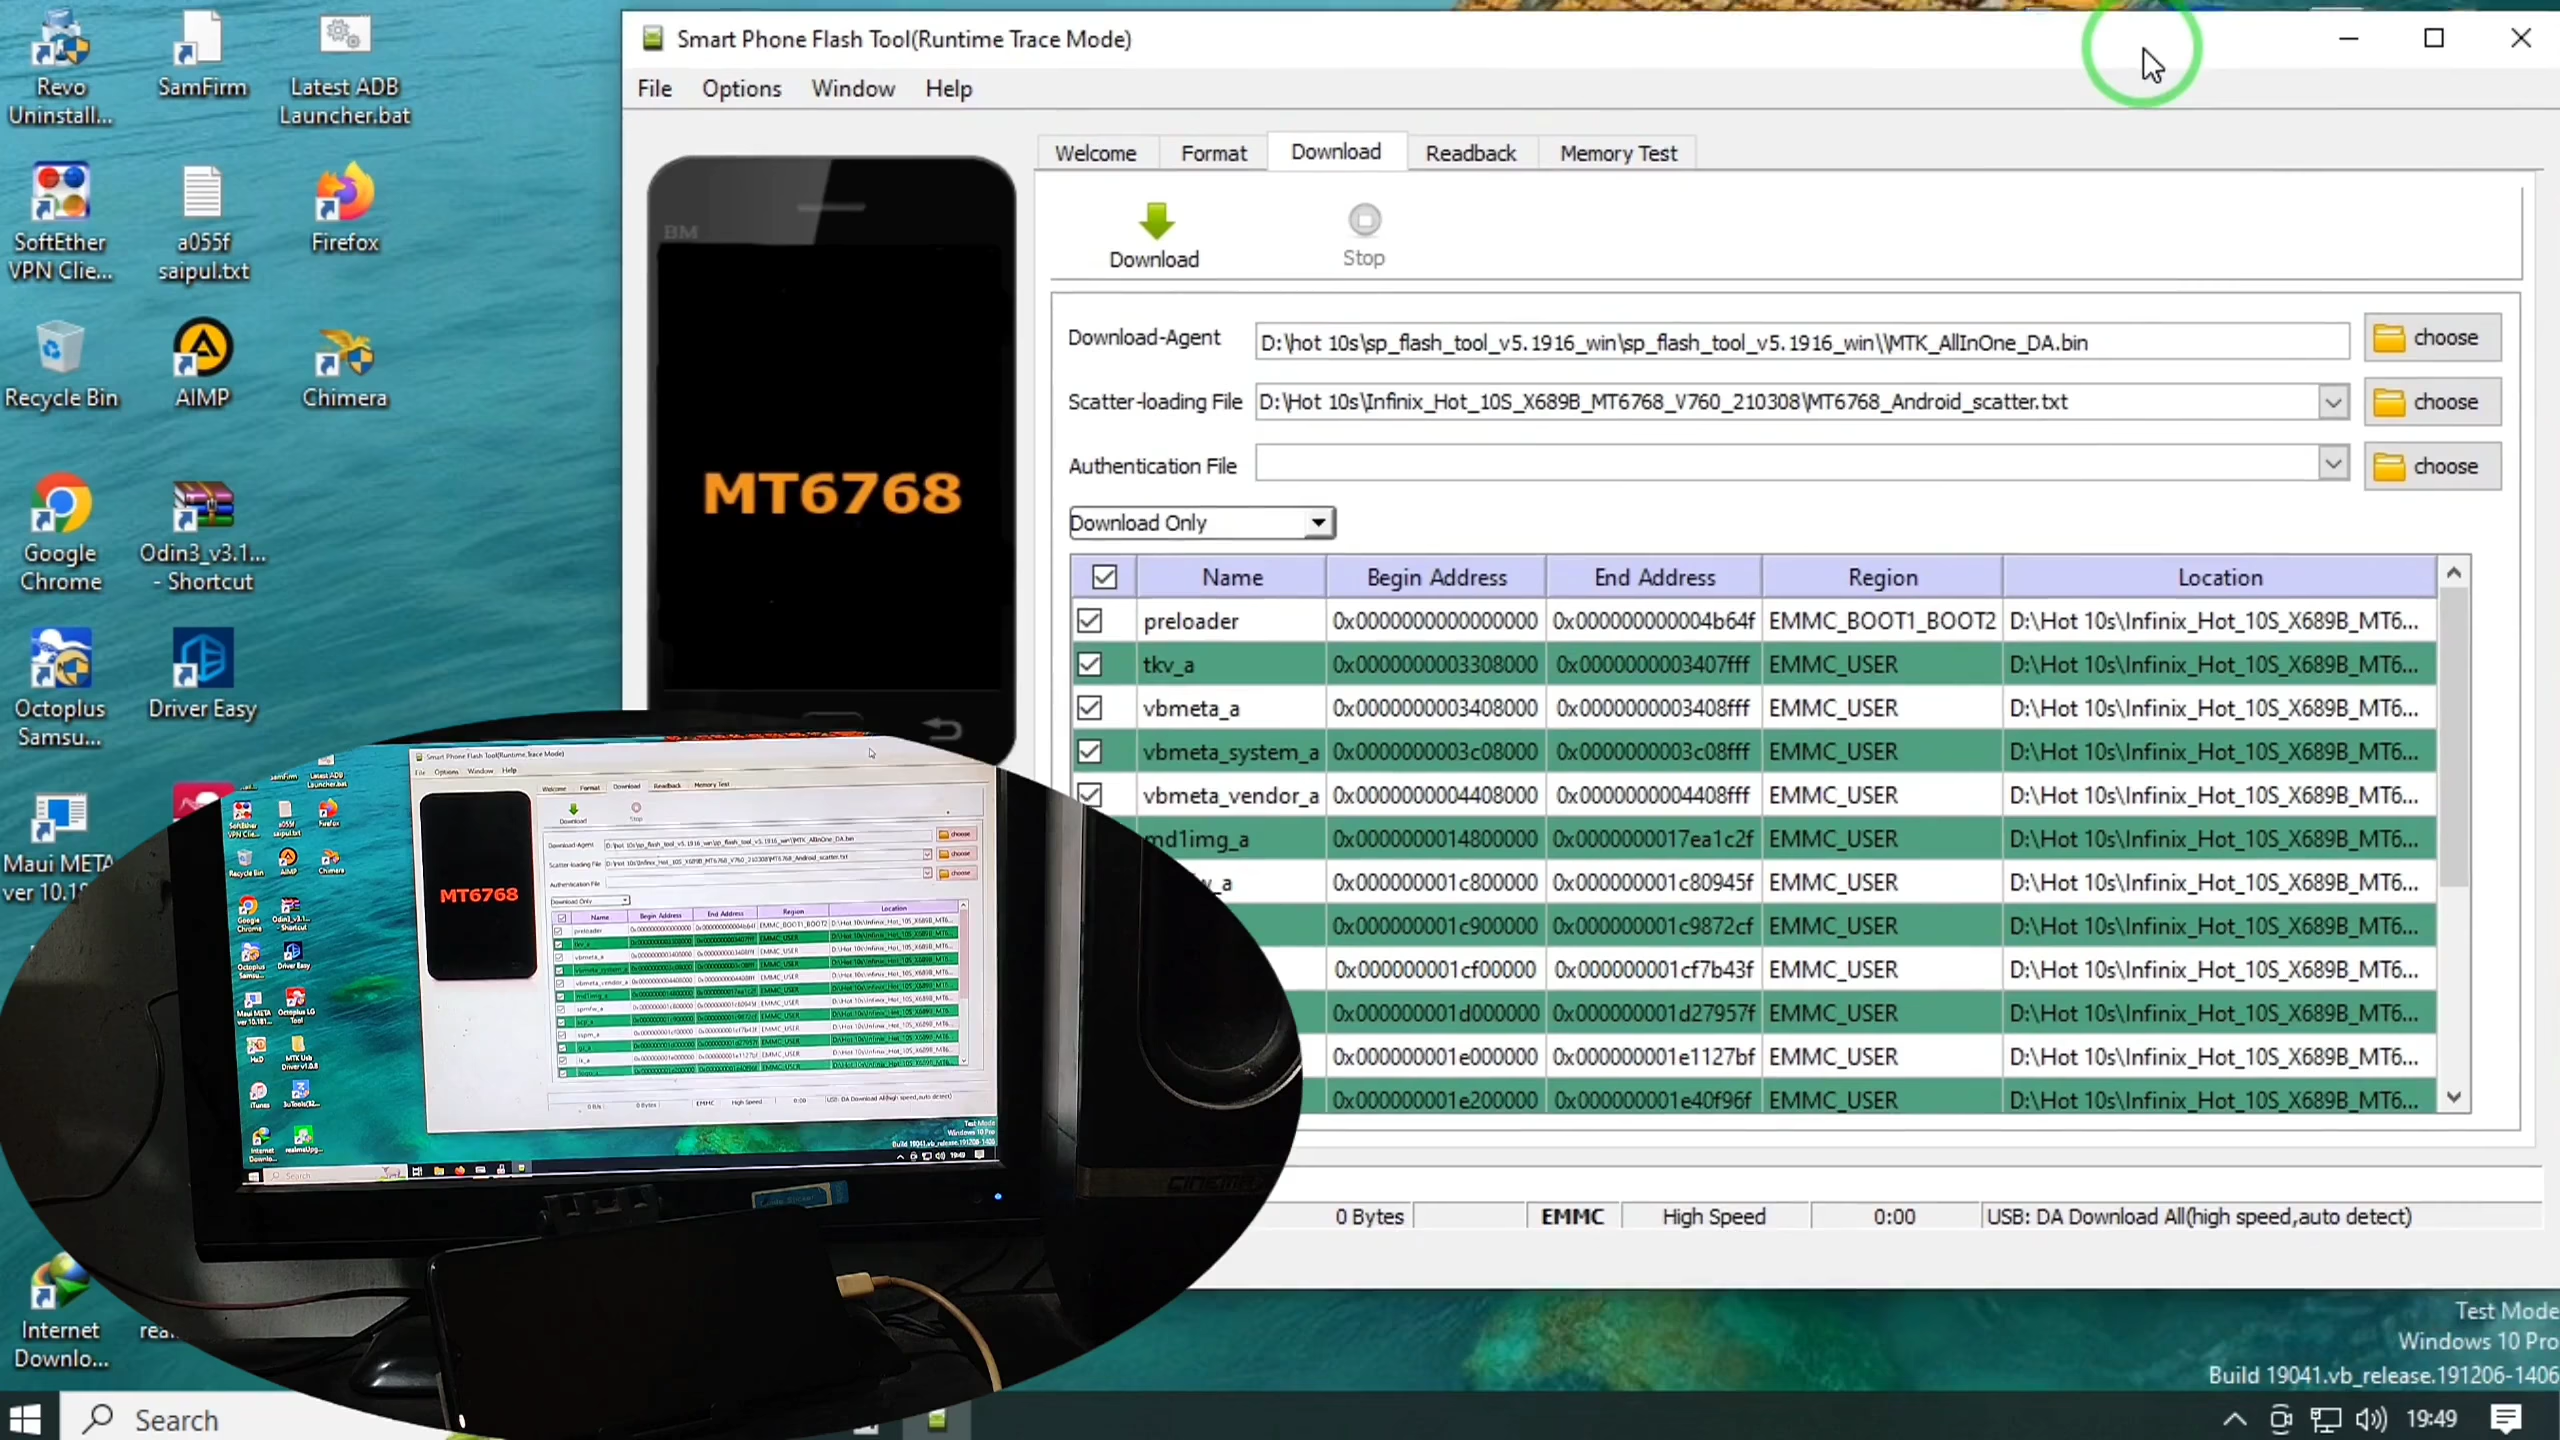 Smart Phone Flash Tool(Runtime Trace Mode)
File Options Window Help
Revo Uninstall...
SamFirm
Latest ADB Launcher.bat
SoftEther VPN Clie...
a055f saipul.txt
Firefox
Recycle Bin
AIMP
Chimera
Google Chrome
Odin3_v3.1... - Shortcut
Octoplus Samsu...
Driver Easy
Maui META ver 10.18
Internet Downlo...
BM
MT6768
Welcome Format Download Readback Memory Test
Download Stop
Download-Agent D:\hot 10s\sp_flash_tool_v5.1916_win\sp_flash_tool_v5.1916_win\\MTK_AllInOne_DA.bin choose
Scatter-loading File D:\Hot 10s\Infinix_Hot_10S_X689B_MT6768_V760_210308\MT6768_Android_scatter.txt choose
Authentication File choose
Download Only
Name Begin Address End Address Region Location
preloader 0x0000000000000000 0x000000000004b64f EMMC_BOOT1_BOOT2 D:\Hot 10s\Infinix_Hot_10S_X689B_MT6...
tkv_a 0x0000000003308000 0x0000000003407fff EMMC_USER D:\Hot 10s\Infinix_Hot_10S_X689B_MT6...
vbmeta_a 0x0000000003408000 0x0000000003408fff EMMC_USER D:\Hot 10s\Infinix_Hot_10S_X689B_MT6...
vbmeta_system_a 0x0000000003c08000 0x0000000003c08fff EMMC_USER D:\Hot 10s\Infinix_Hot_10S_X689B_MT6...
vbmeta_vendor_a 0x0000000004408000 0x0000000004408fff EMMC_USER D:\Hot 10s\Infinix_Hot_10S_X689B_MT6...
md1img_a 0x0000000014800000 0x0000000017ea1c2f EMMC_USER D:\Hot 10s\Infinix_Hot_10S_X689B_MT6...
0x000000001c800000 0x000000001c80945f EMMC_USER D:\Hot 10s\Infinix_Hot_10S_X689B_MT6...
0x000000001c900000 0x000000001c9872cf EMMC_USER D:\Hot 10s\Infinix_Hot_10S_X689B_MT6...
0x000000001cf00000 0x000000001cf7b43f EMMC_USER D:\Hot 10s\Infinix_Hot_10S_X689B_MT6...
0x000000001d000000 0x000000001d27957f EMMC_USER D:\Hot 10s\Infinix_Hot_10S_X689B_MT6...
0x000000001e000000 0x000000001e1127bf EMMC_USER D:\Hot 10s\Infinix_Hot_10S_X689B_MT6...
0x000000001e200000 0x000000001e40f96f EMMC_USER D:\Hot 10s\Infinix_Hot_10S_X689B_MT6...
0 Bytes EMMC High Speed 0:00 USB: DA Download All(high speed,auto detect)
MT6768
Test Mode
Windows 10 Pro
Build 19041.vb_release.191206-1406
Search
19:49